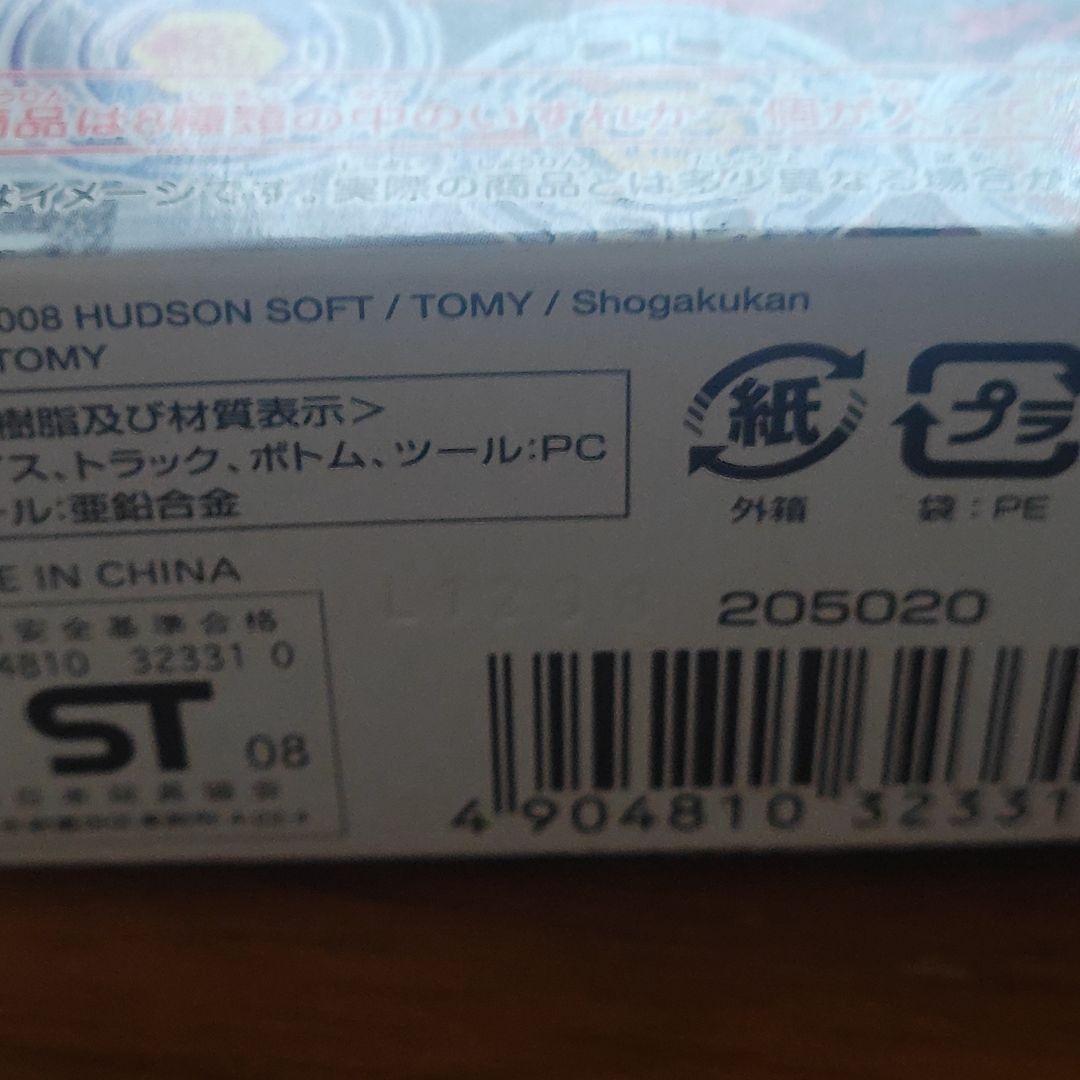 商品は8種類の中のいずれか一個が入って
はイメージです。実際の商品とは多少異なる場合が
008 HUDSON SOFT / TOMY / Shogakukan
TOMY
樹脂及び材質表示>
ス、トラック、ボトム、ツール:PC
ール:亜鉛合金
紙
外箱
プラ
袋:PE
E IN CHINA
安全基準合格
4810 32331 0
ST 08
L1298
205020
4 904810 32331